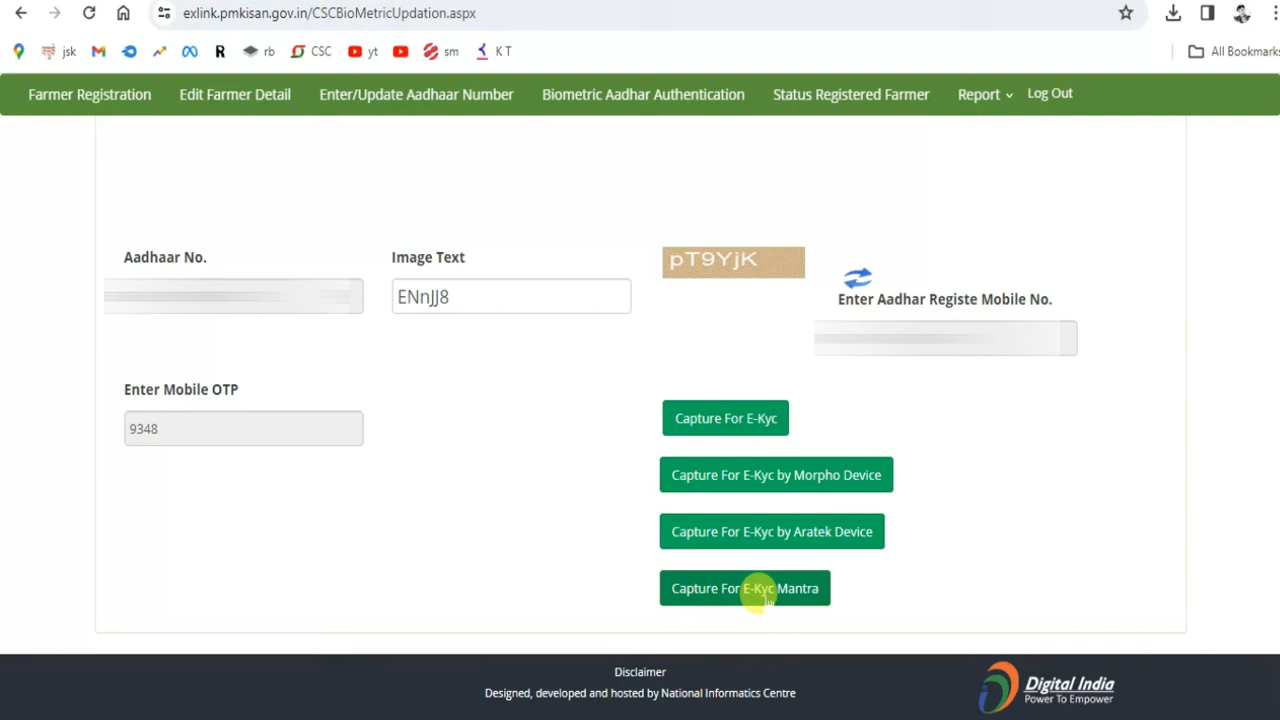 exlink.pmkisan.gov.in/CSCBioMetricUpdation.aspx
jsk R rb CSC yt sm K T All Bookmarks
Farmer Registration Edit Farmer Detail Enter/Update Aadhaar Number Biometric Aadhar Authentication Status Registered Farmer Report Log Out
Aadhaar No. Image Text pT9YjK
ENnJJ8 Enter Aadhar Registe Mobile No.
Enter Mobile OTP
9348
Capture For E-Kyc
Capture For E-Kyc by Morpho Device
Capture For E-Kyc by Aratek Device
Capture For E-Kyc Mantra
Disclaimer
Designed, developed and hosted by National Informatics Centre
Digital India
Power To Empower